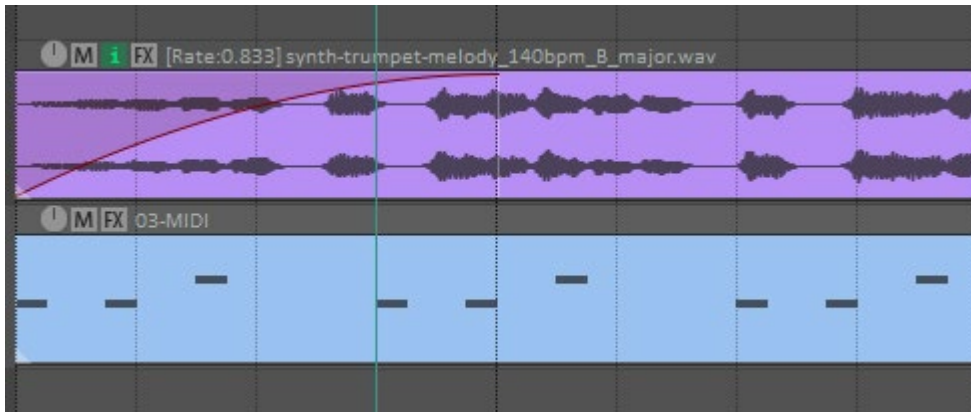 M i FX [Rate:0.833] synth-trumpet-melody_140bpm_B_major.wav
M FX 03-MIDI